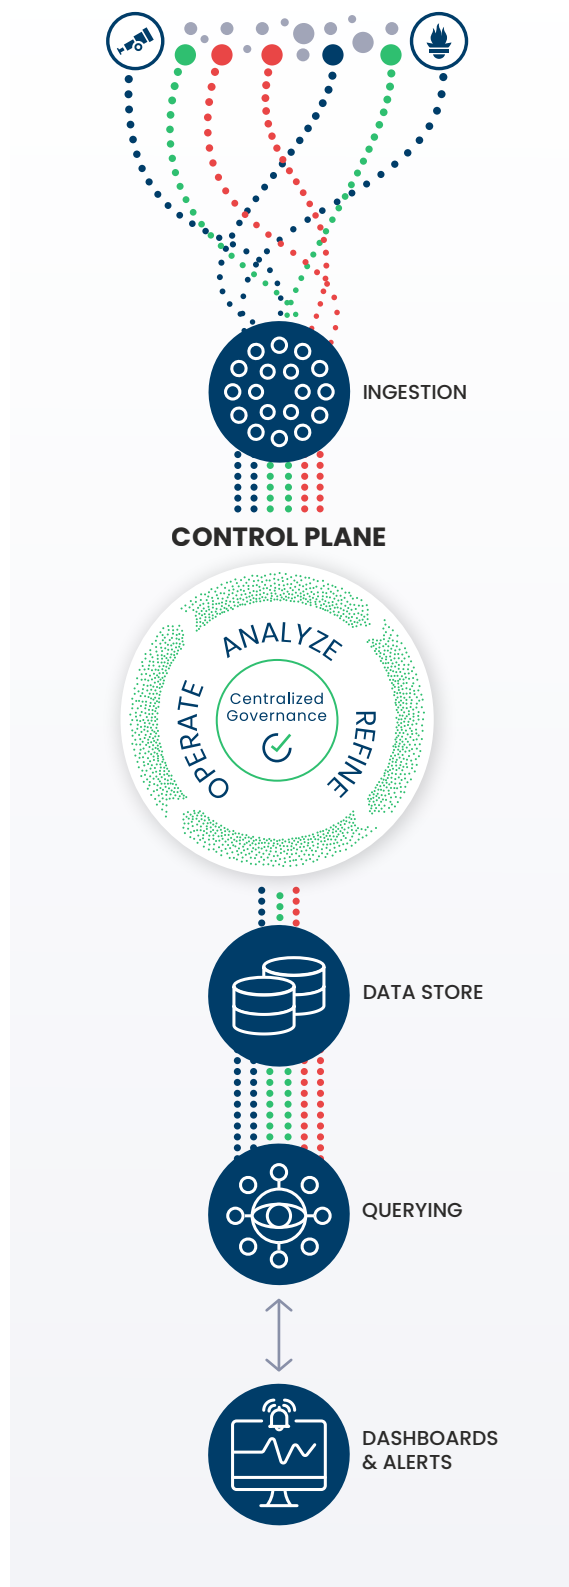 INGESTION
CONTROL PLANE
ANALYZE
OPERATE
REFINE
Centralized
Governance
DATA STORE
QUERYING
DASHBOARDS
& ALERTS